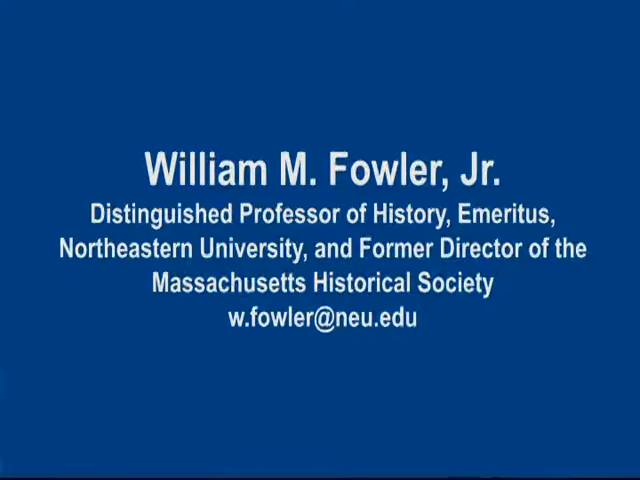 William M. Fowler, Jr.
Distinguished Professor of History, Emeritus,
Northeastern University, and Former Director of the
Massachusetts Historical Society
w.fowler@neu.edu